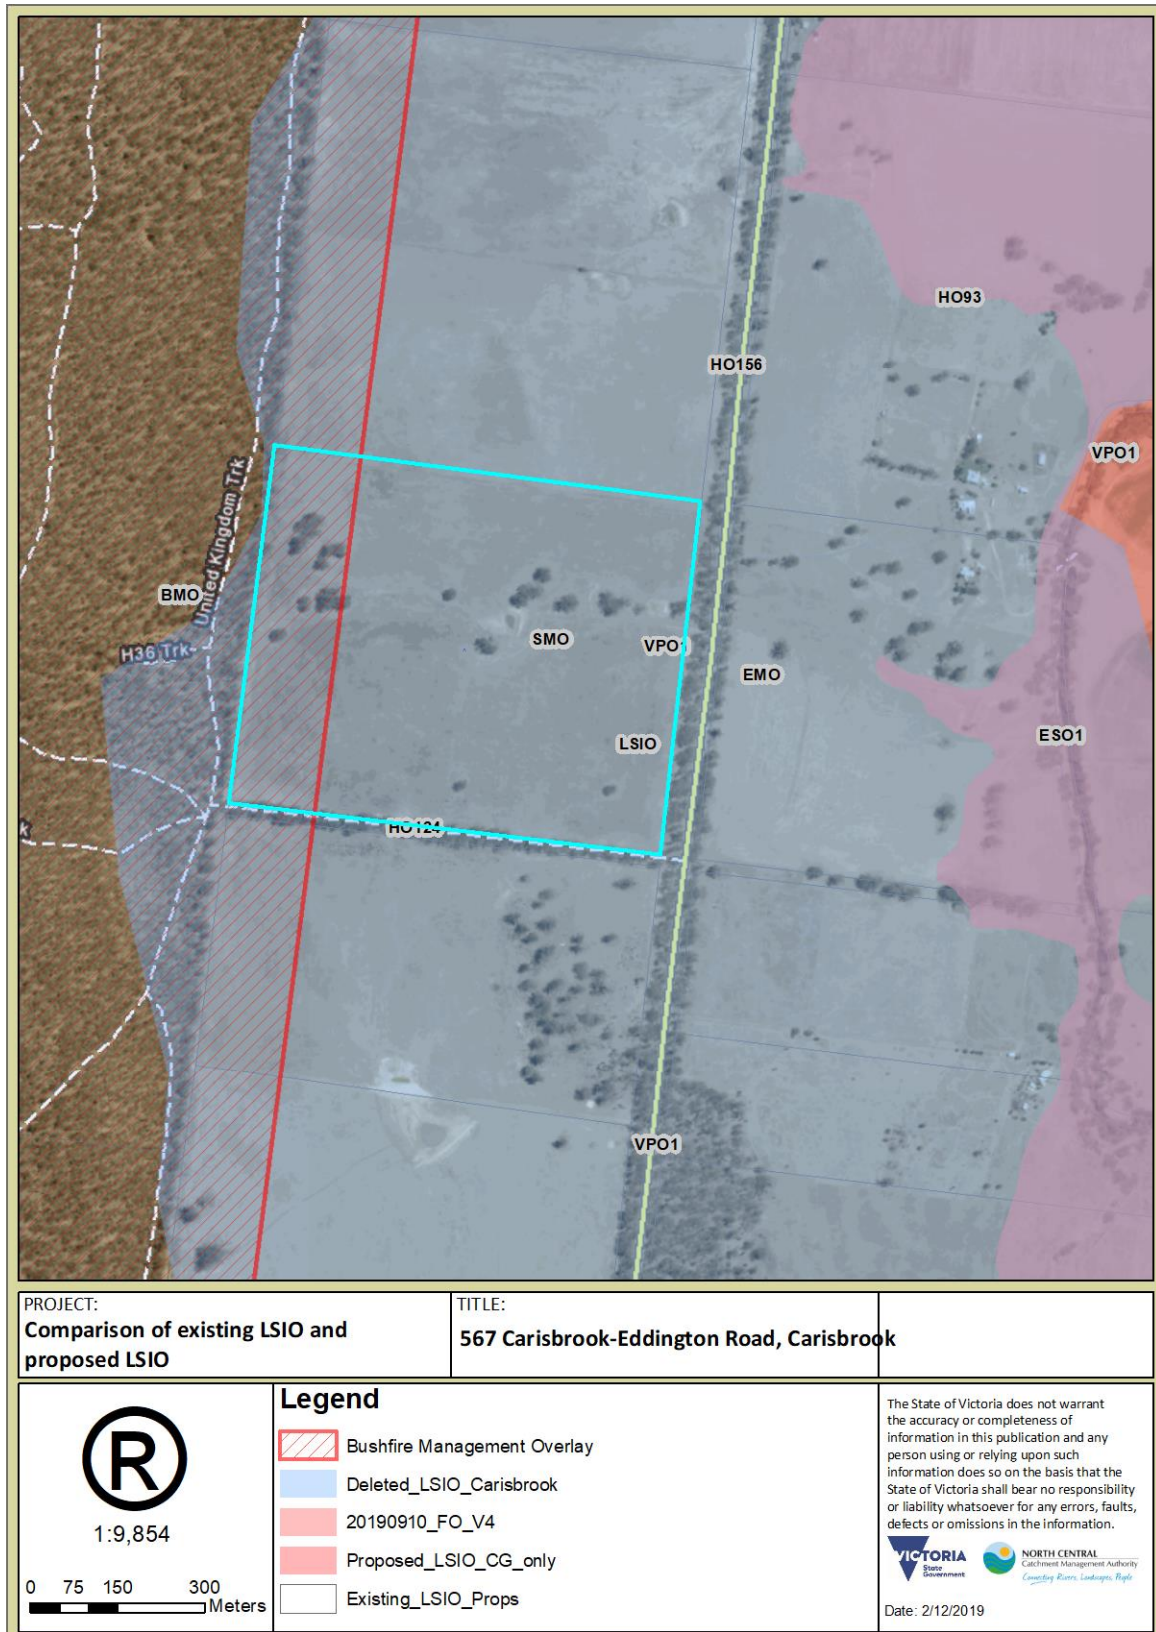 HO93
HO156
VPO1
United Kingdom Trk
BMO
H36 Trk
SMO
VPO1
EMO
ESO1
LSIO
k
HO124
VPO1
PROJECT:
Comparison of existing LSIO and
proposed LSIO
TITLE:
567 Carisbrook-Eddington Road, Carisbrook
R
1:9,854
0 75 150 300
Meters
Legend
Bushfire Management Overlay
Deleted_LSIO_Carisbrook
20190910_FO_V4
Proposed_LSIO_CG_only
Existing_LSIO_Props
The State of Victoria does not warrant
the accuracy or completeness of
information in this publication and any
person using or relying upon such
information does so on the basis that the
State of Victoria shall bear no responsibility
or liability whatsoever for any errors, faults,
defects or omissions in the information.
VICTORIA
State
Government
NORTH CENTRAL
Catchment Management Authority
Connecting Rivers, Landscapes, People
Date: 2/12/2019